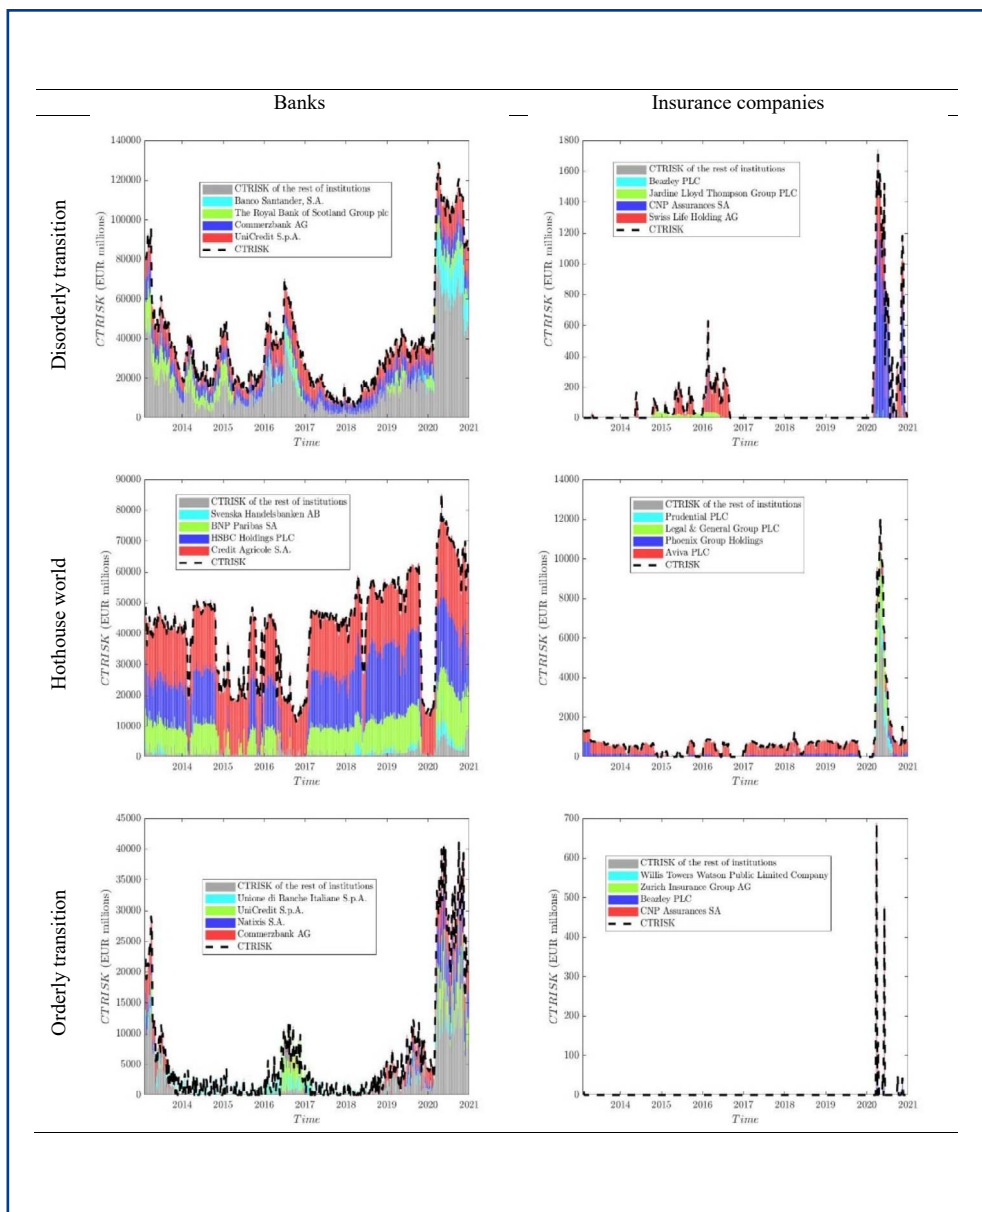 Banks Insurance companies
Disorderly transition
CTRISK (EUR millions)
140000
120000
100000
80000
60000
40000
20000
0
CTRISK of the rest of institutions
Banco Santander, S.A.
The Royal Bank of Scotland Group plc
Commerzbank AG
UniCredit S.p.A.
CTRISK
2014 2015 2016 2017 2018 2019 2020 2021
Time
CTRISK (EUR millions)
1800
1600
1400
1200
1000
800
600
400
200
0
CTRISK of the rest of institutions
Beazley PLC
Jardine Lloyd Thompson Group PLC
CNP Assurances SA
Swiss Life Holding AG
CTRISK
2014 2015 2016 2017 2018 2019 2020 2021
Time
Hothouse world
CTRISK (EUR millions)
90000
80000
70000
60000
50000
40000
30000
20000
10000
0
CTRISK of the rest of institutions
Svenska Handelsbanken AB
BNP Paribas SA
HSBC Holdings PLC
Credit Agricole S.A.
CTRISK
2014 2015 2016 2017 2018 2019 2020 2021
Time
CTRISK (EUR millions)
14000
12000
10000
8000
6000
4000
2000
0
CTRISK of the rest of institutions
Prudential PLC
Legal & General Group PLC
Phoenix Group Holdings
Aviva PLC
CTRISK
2014 2015 2016 2017 2018 2019 2020 2021
Time
Orderly transition
CTRISK (EUR millions)
45000
40000
35000
30000
25000
20000
15000
10000
5000
0
CTRISK of the rest of institutions
Unione di Banche Italiane S.p.A.
UniCredit S.p.A.
Natixis S.A.
Commerzbank AG
CTRISK
2014 2015 2016 2017 2018 2019 2020 2021
Time
CTRISK (EUR millions)
700
600
500
400
300
200
100
0
CTRISK of the rest of institutions
Willis Towers Watson Public Limited Company
Zurich Insurance Group AG
Beazley PLC
CNP Assurances SA
CTRISK
2014 2015 2016 2017 2018 2019 2020 2021
Time